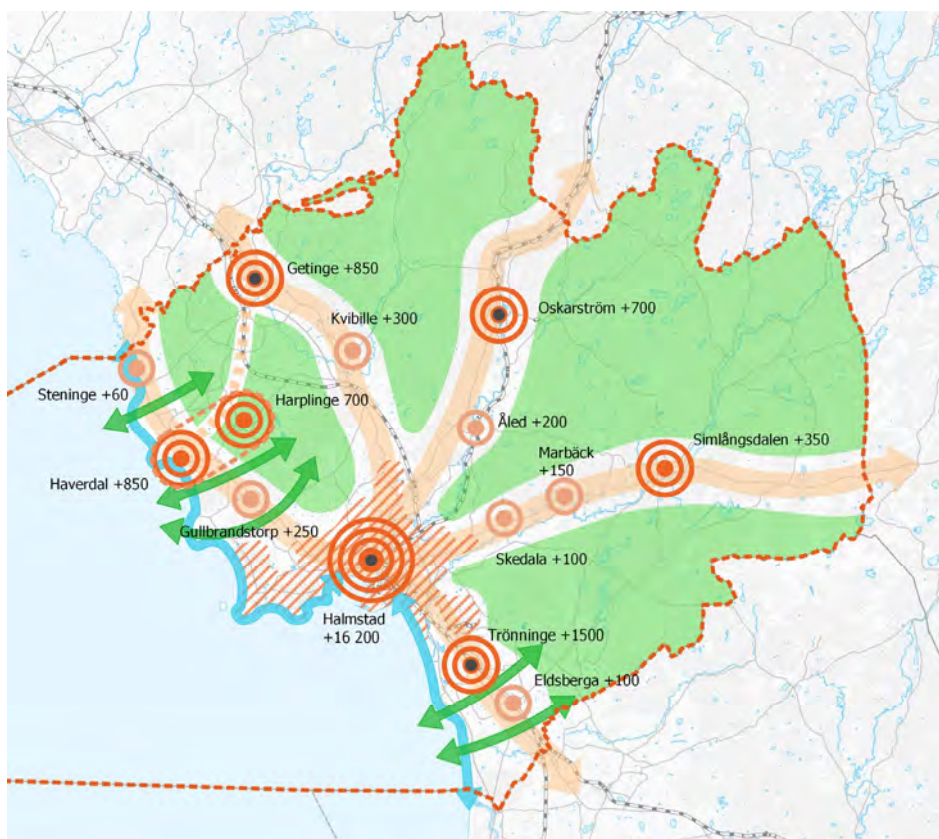 Getinge +850
Oskarström +700
Kvibille +300
Steninge +60
Harplinge 700
Åled +200
Simlångsdalen +350
Marbäck
+150
Haverdal +850
Gullbrandstorp +250
Skedala +100
Halmstad
+16 200
Trönninge +1500
Eldsberga +100